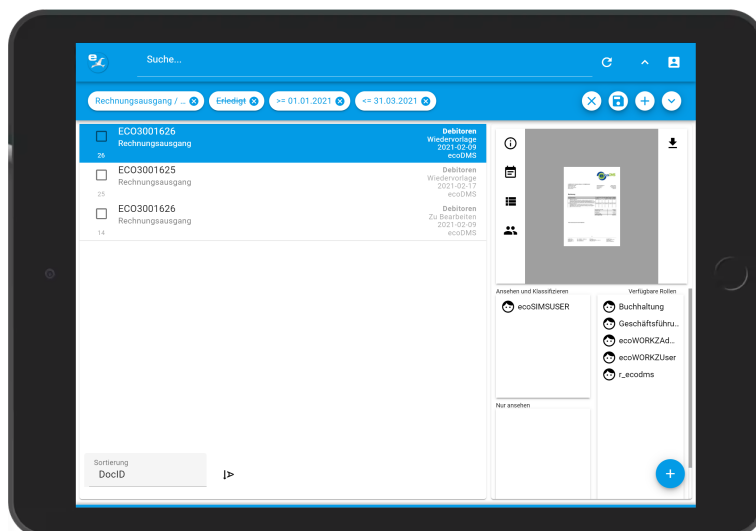 Suche...
Rechnungsausgang / ...
Erledigt
>= 01.01.2021
<= 31.03.2021
ECO3001626
Debitoren
Rechnungsausgang
Wiedervorlage
2021-02-09
26
ecoDMS
ECO3001625
Debitoren
Rechnungsausgang
Wiedervorlage
2021-02-17
25
ecoDMS
ECO3001626
Debitoren
Rechnungsausgang
Zu Bearbeiten
2021-02-09
14
ecoDMS
Ansehen und Klassifizieren
Verfügbare Rollen
ecoSIMSUSER
Buchhaltung
Geschäftsführu..
ecoWORKZAd...
ecoWORKZUser
r_ecodms
Nur ansehen
Sortierung
DocID